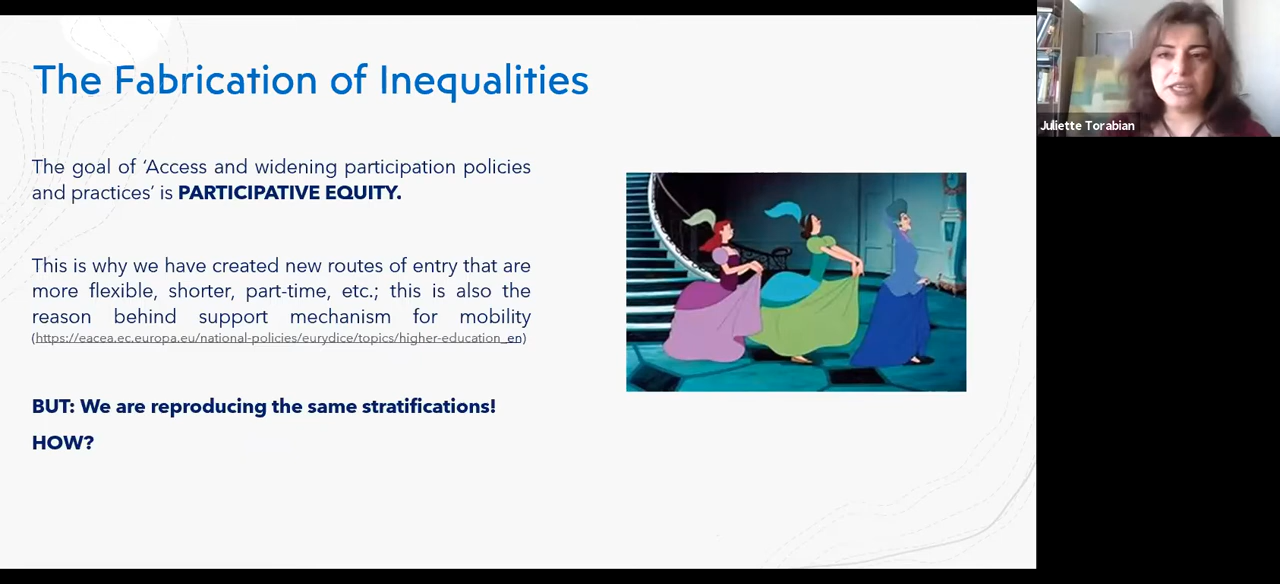 The Fabrication of Inequalities
The goal of ‘Access and widening participation policies
and practices’ is PARTICIPATIVE EQUITY.
This is why we have created new routes of entry that are
more flexible, shorter, part-time, etc.; this is also the
reason behind support mechanism for mobility
(https://eacea.ec.europa.eu/national-policies/eurydice/topics/higher-education_en)
BUT: We are reproducing the same stratifications!
HOW?
Juliette Torabian